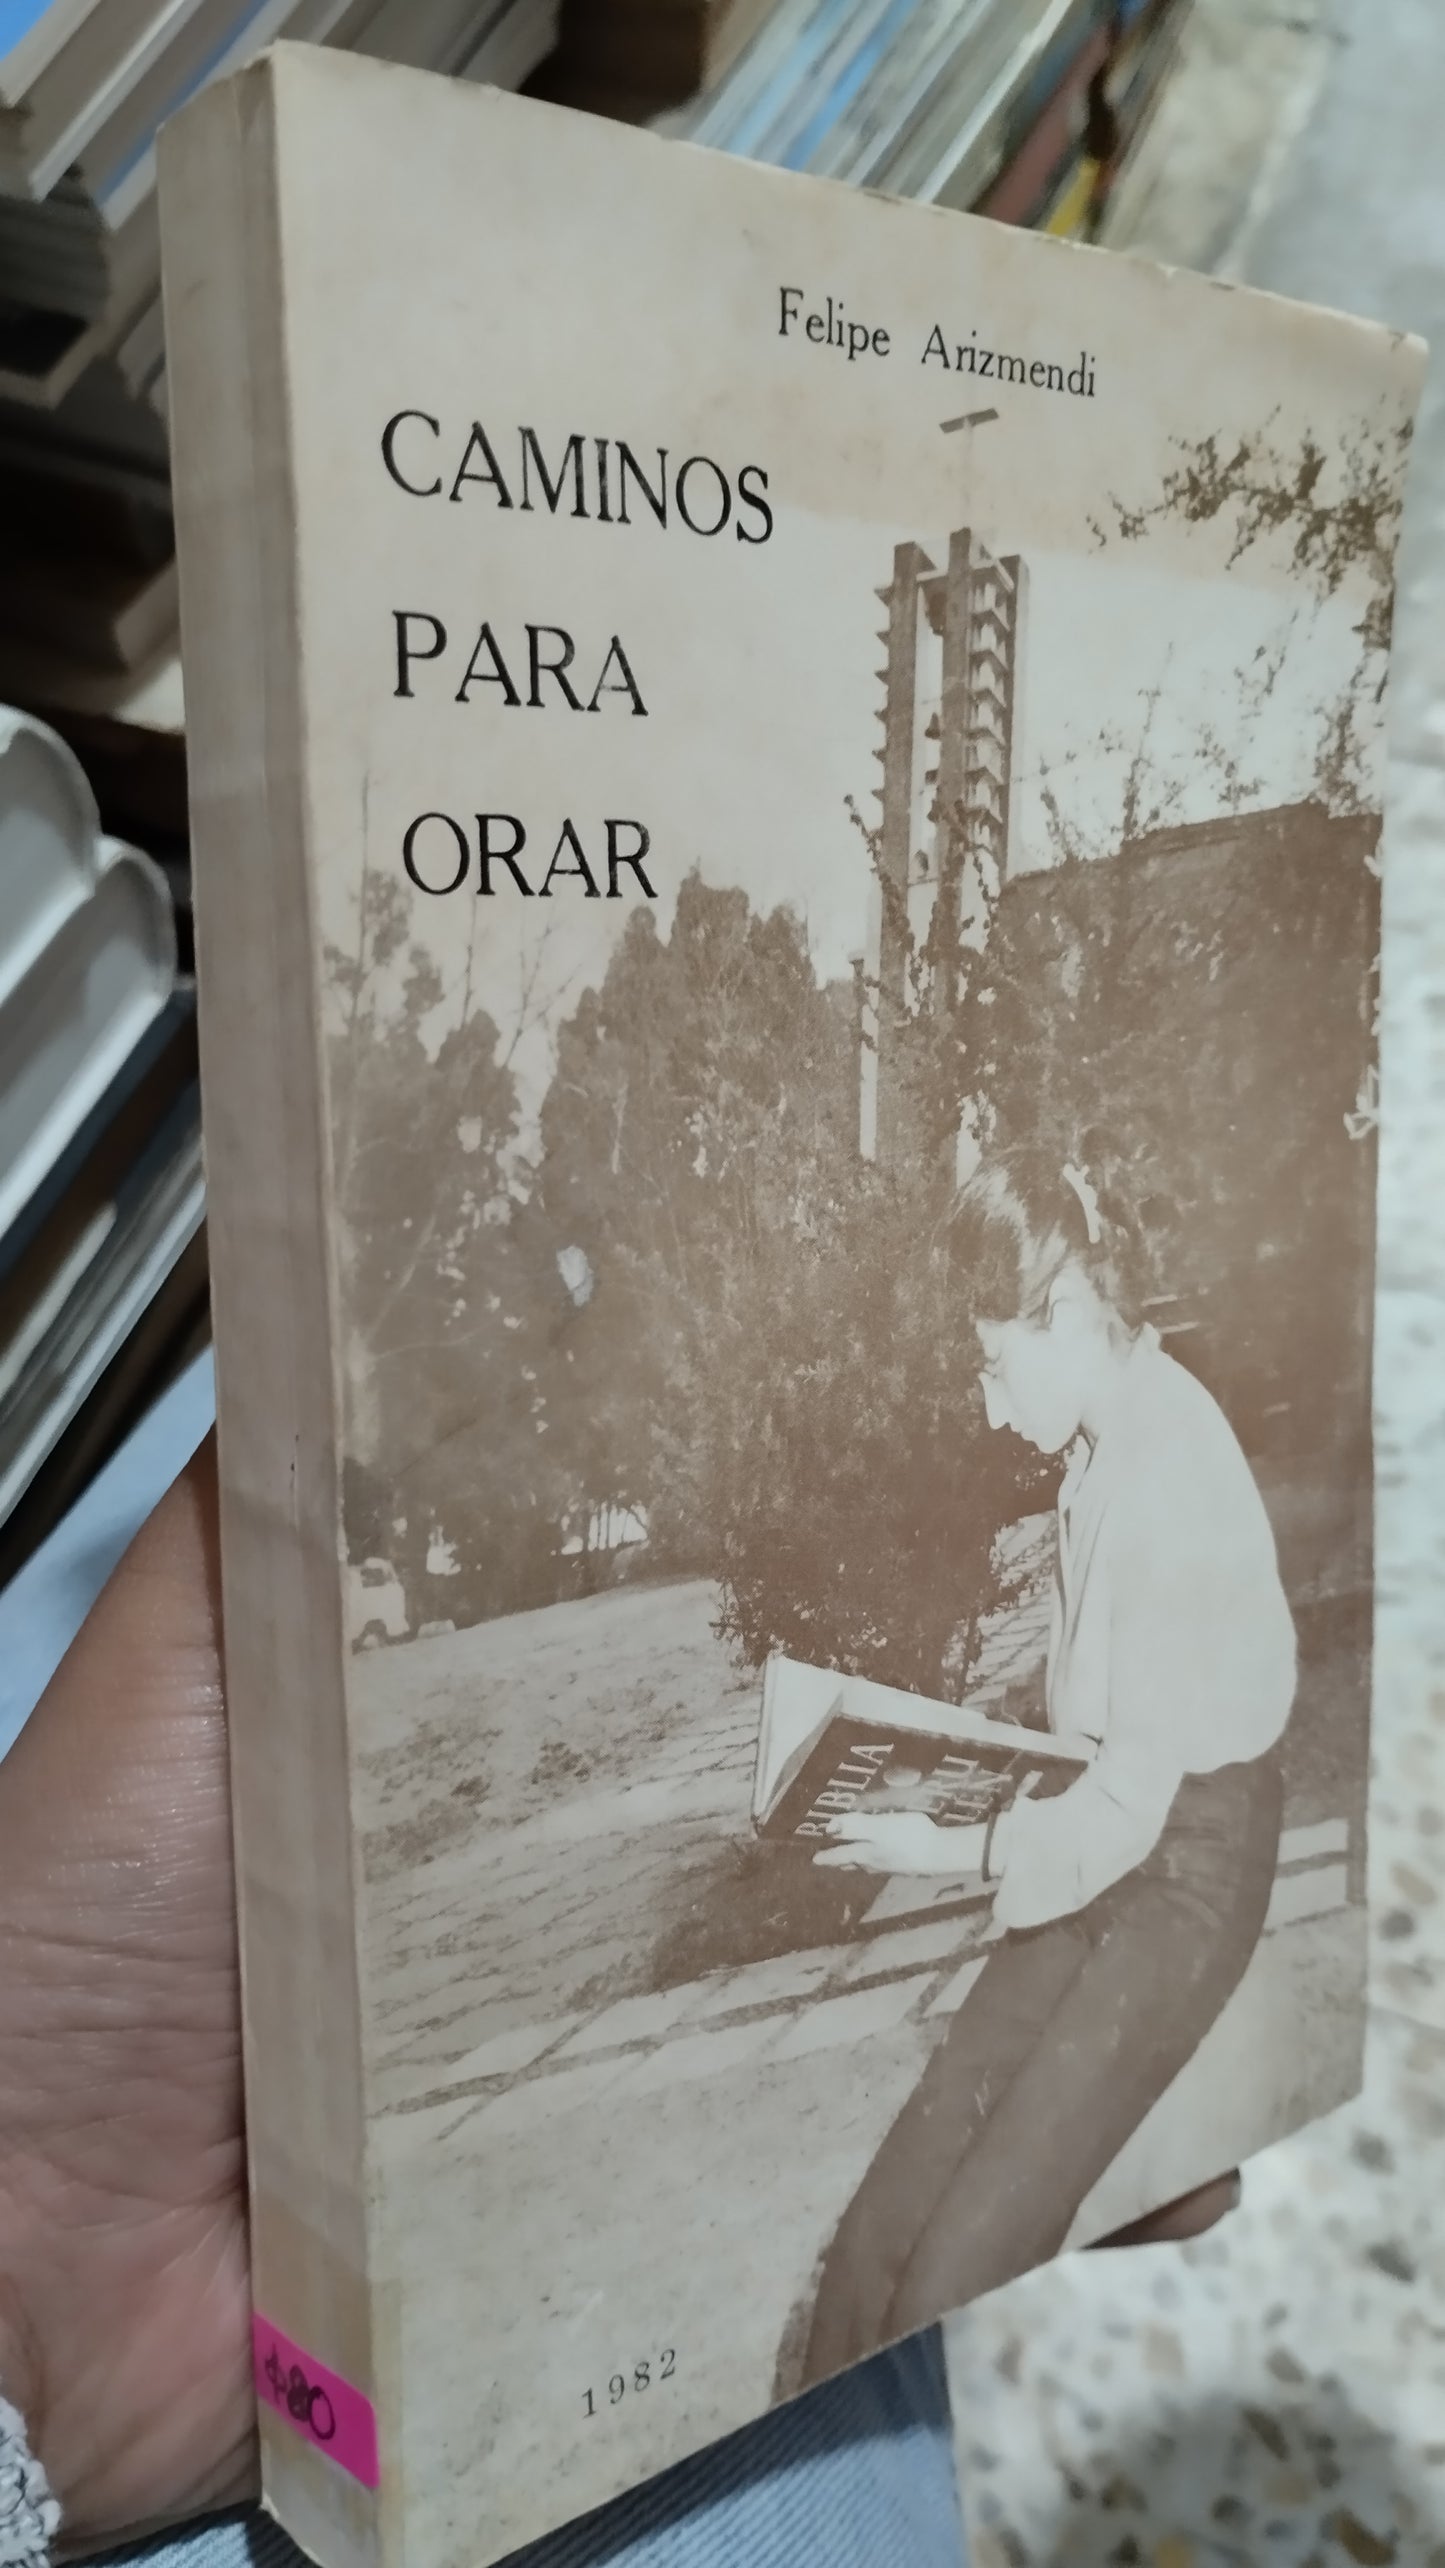 Felipe Arizmendi
CAMINOS
PARA
ORAR
BIBLIA
1982